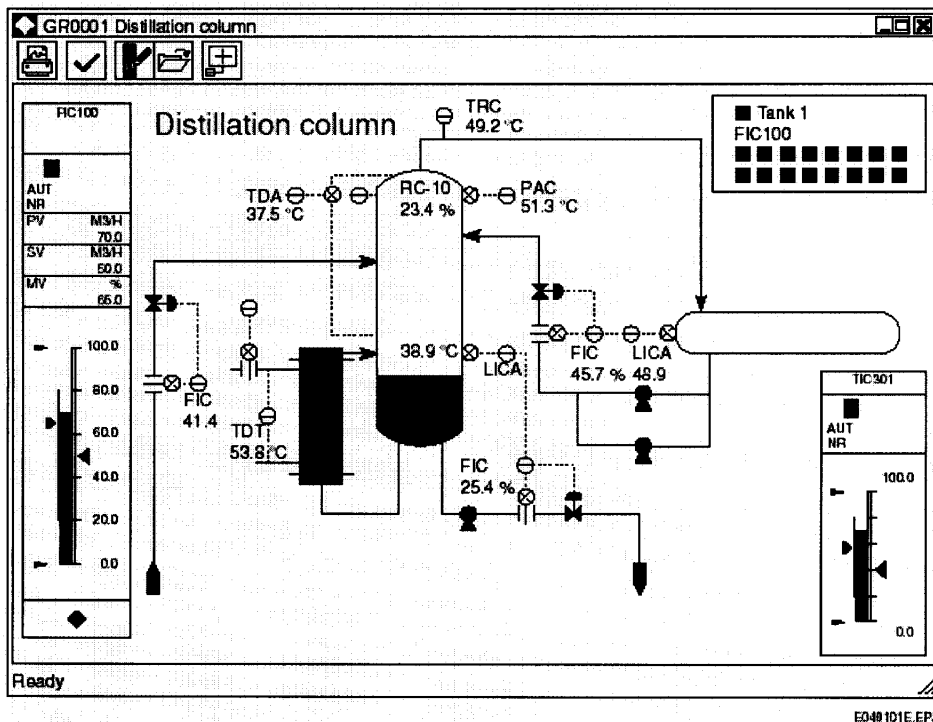 GR0001 Distillation column
FIC100
AUT
NR
PV M3/H
70.0
SV M3/H
50.0
MV %
65.0
100.0
80.0
60.0
40.0
20.0
0.0
Distillation column
TRC
49.2 °C
TDA
37.5 °C
RC-10
23.4 %
PAC
51.3 °C
Tank 1
FIC100
38.9 °C
LICA
FIC
45.7 %
LICA
48.9
FIC
41.4
TDT
53.8 °C
FIC
25.4 %
TIC301
AUT
NR
100.0
0.0
Ready
E040101E.EPS